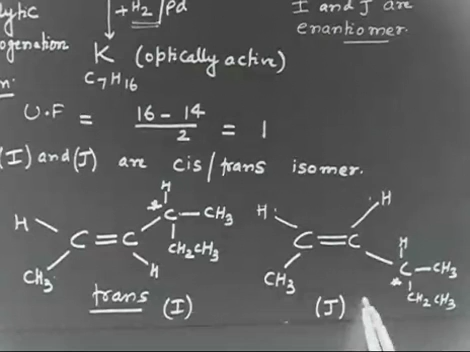 lytic
+H2/Pd
I and J are
ogenation
enantiomer.
K (optically active)
C7H16
n:
U.F = 16-14/2 = 1
(I) and (J) are cis/trans isomer.
H
*C-CH3
H
C=C
CH2CH3
CH3
H
trans (I)
H
H
C=C
H
C-CH3
*
CH3
CH2CH3
(J)